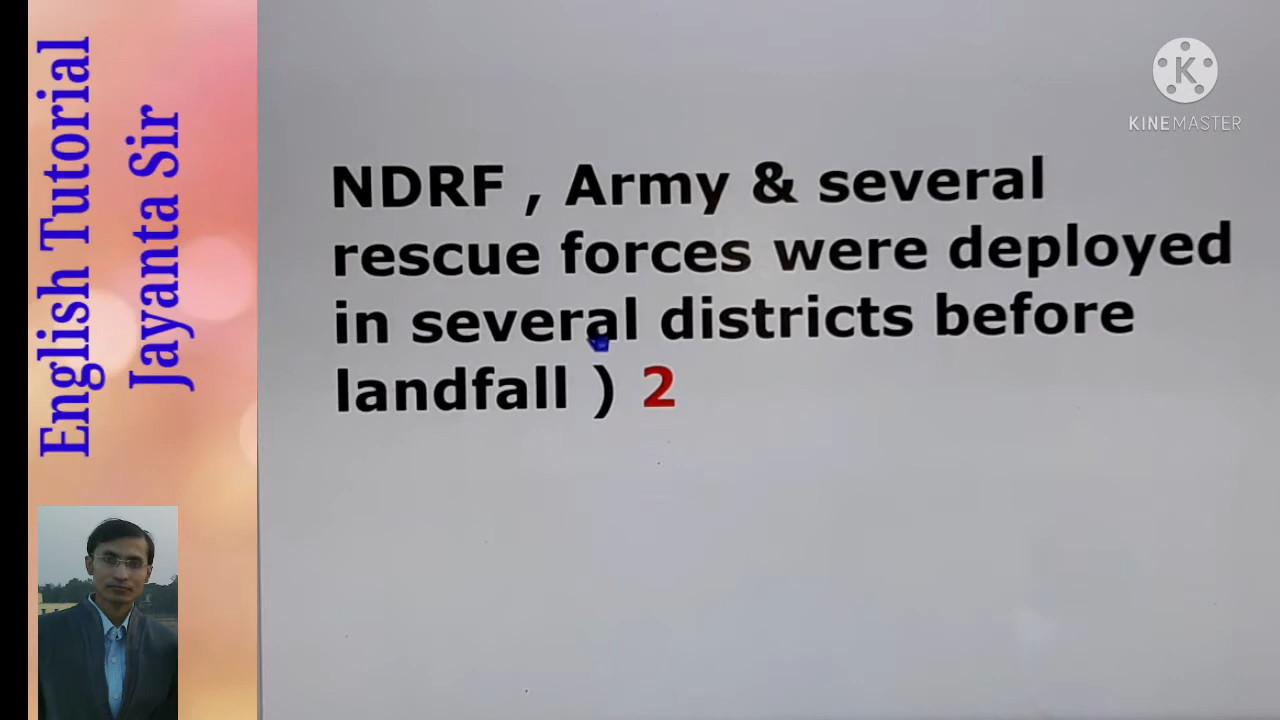 English Tutorial
Jayanta Sir
K
KINEMASTER
NDRF , Army & several
rescue forces were deployed
in several districts before
landfall ) 2